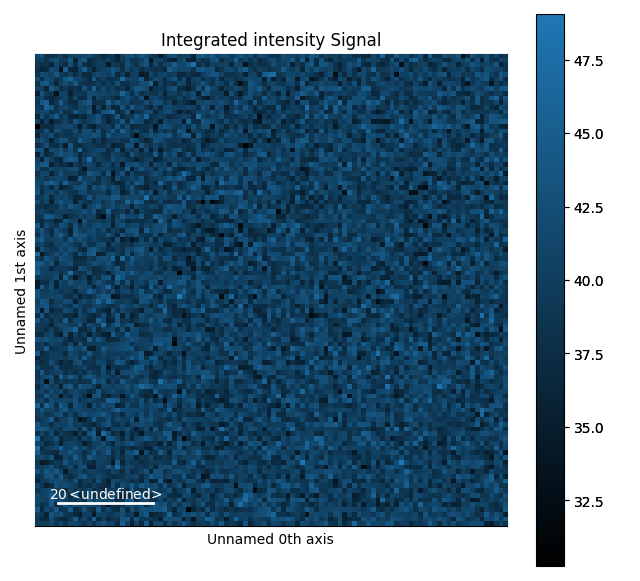 Integrated intensity Signal
47.5
45.0
42.5
40.0
37.5
35.0
32.5
Unnamed 1st axis
20 <undefined>
Unnamed 0th axis